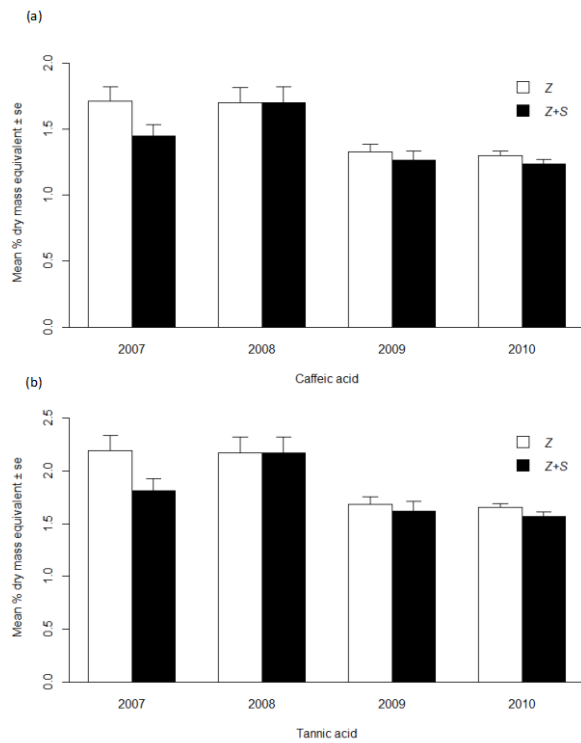 (a)
Mean % dry mass equivalent ± se
2.0
1.5
1.0
0.5
0.0
Z
Z+S
2007 2008 2009 2010
Caffeic acid
(b)
Mean % dry mass equivalent ± se
2.5
2.0
1.5
1.0
0.5
0.0
Z
Z+S
2007 2008 2009 2010
Tannic acid